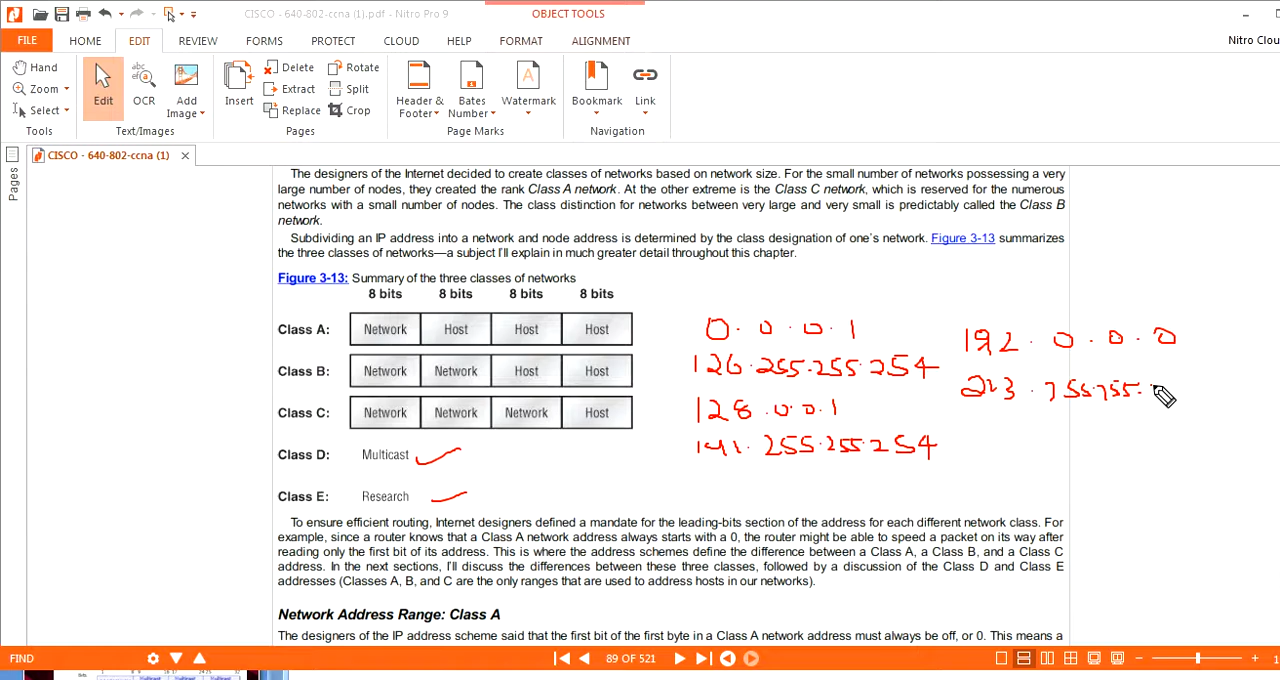 CISCO - 640-802-ccna (1).pdf - Nitro Pro 9
OBJECT TOOLS
FILE HOME EDIT REVIEW FORMS PROTECT CLOUD HELP FORMAT ALIGNMENT
Nitro Clou
Hand
Zoom
Select
Tools
Edit
abc
ef
OCR
Add
Image
Text/Images
Insert
Delete
Extract
Replace
Rotate
Split
Crop
Pages
Header &
Footer
Bates
Number
A
Watermark
Page Marks
Bookmark
Link
Navigation
CISCO - 640-802-ccna (1)
Pages
The designers of the Internet decided to create classes of networks based on network size. For the small number of networks possessing a very
large number of nodes, they created the rank Class A network. At the other extreme is the Class C network, which is reserved for the numerous
networks with a small number of nodes. The class distinction for networks between very large and very small is predictably called the Class B
network.
Subdividing an IP address into a network and node address is determined by the class designation of one's network. Figure 3-13 summarizes
the three classes of networks—a subject I'll explain in much greater detail throughout this chapter.
Figure 3-13: Summary of the three classes of networks
8 bits 8 bits 8 bits 8 bits
Class A: Network Host Host Host
Class B: Network Network Host Host
Class C: Network Network Network Host
Class D: Multicast
Class E: Research
0.0.0.1
126.255.255.254
128.0.0.1
191.255.255.254
192.0.0.0
223.255.255.
To ensure efficient routing, Internet designers defined a mandate for the leading-bits section of the address for each different network class. For
example, since a router knows that a Class A network address always starts with a 0, the router might be able to speed a packet on its way after
reading only the first bit of its address. This is where the address schemes define the difference between a Class A, a Class B, and a Class C
address. In the next sections, I'll discuss the differences between these three classes, followed by a discussion of the Class D and Class E
addresses (Classes A, B, and C are the only ranges that are used to address hosts in our networks).
Network Address Range: Class A
The designers of the IP address scheme said that the first bit of the first byte in a Class A network address must always be off, or 0. This means a
FIND
89 OF 521
1